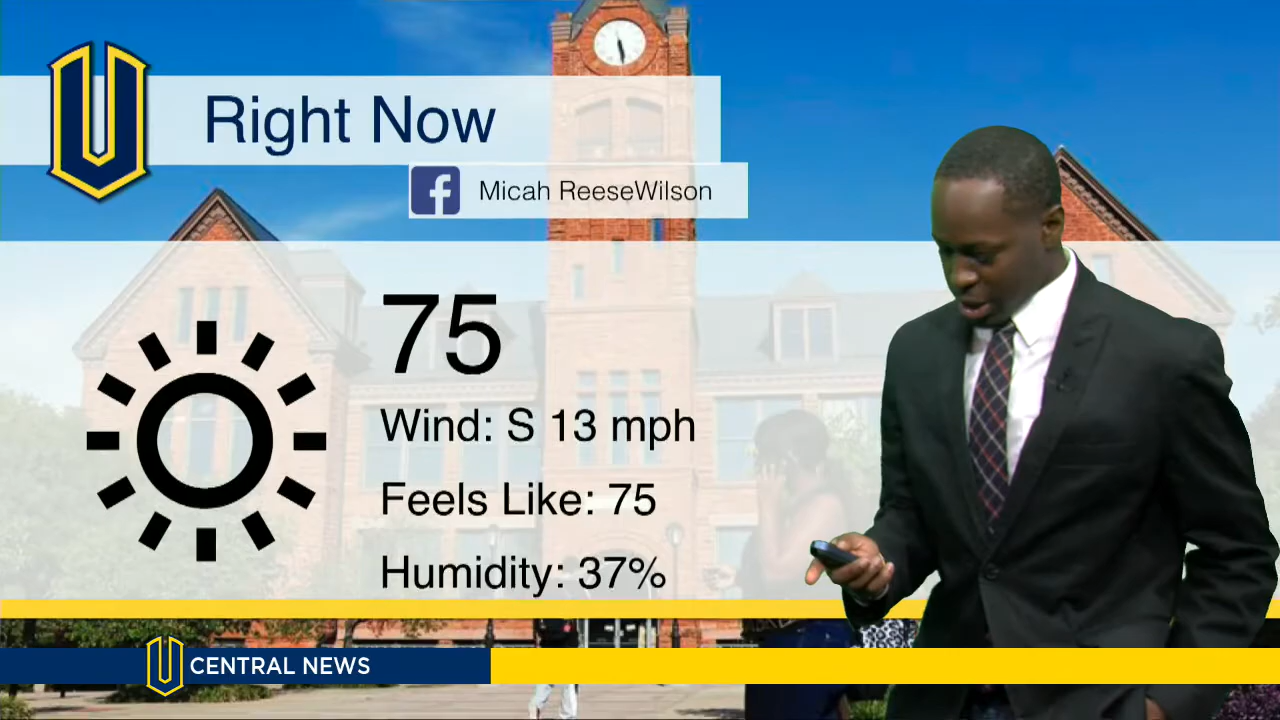 Right Now
Micah ReeseWilson
75
Wind: S 13 mph
Feels Like: 75
Humidity: 37%
U CENTRAL NEWS